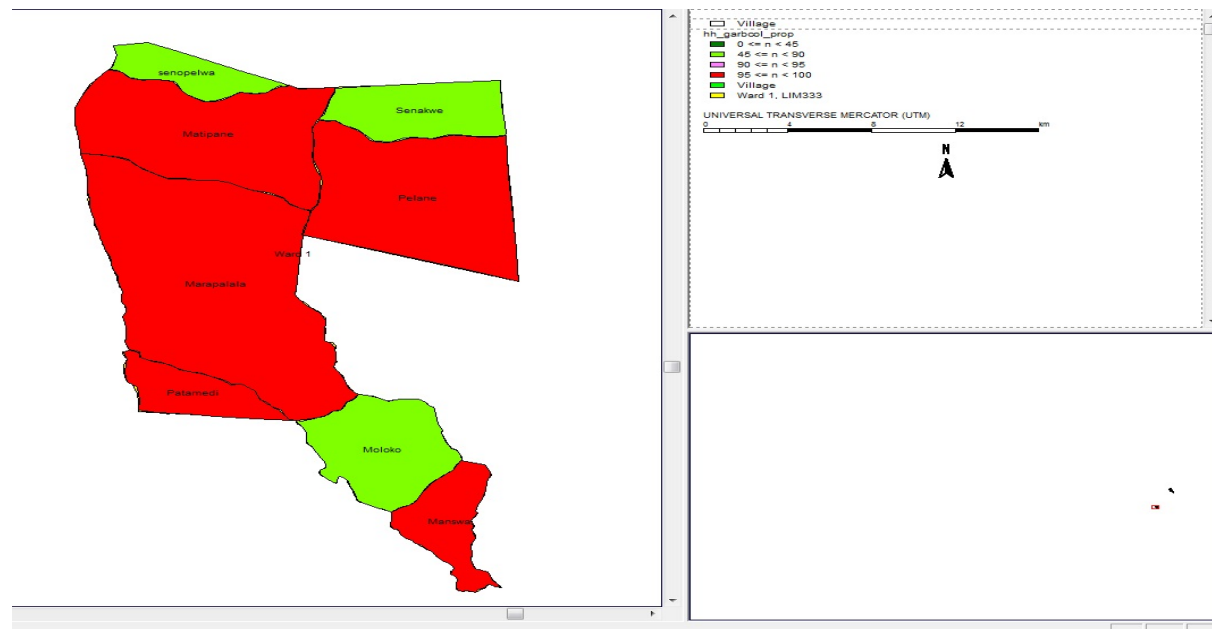 senopelwa
Senakwe
Matipane
Pelane
Ward 1
Marapalala
Patamedi
Moloko
Manswa
Village
hh_garbcol_prop
0 <= n < 45
45 <= n < 90
90 <= n < 95
95 <= n < 100
Village
Ward 1, LIM333
UNIVERSAL TRANSVERSE MERCATOR (UTM)
0 4 8 12 km
N